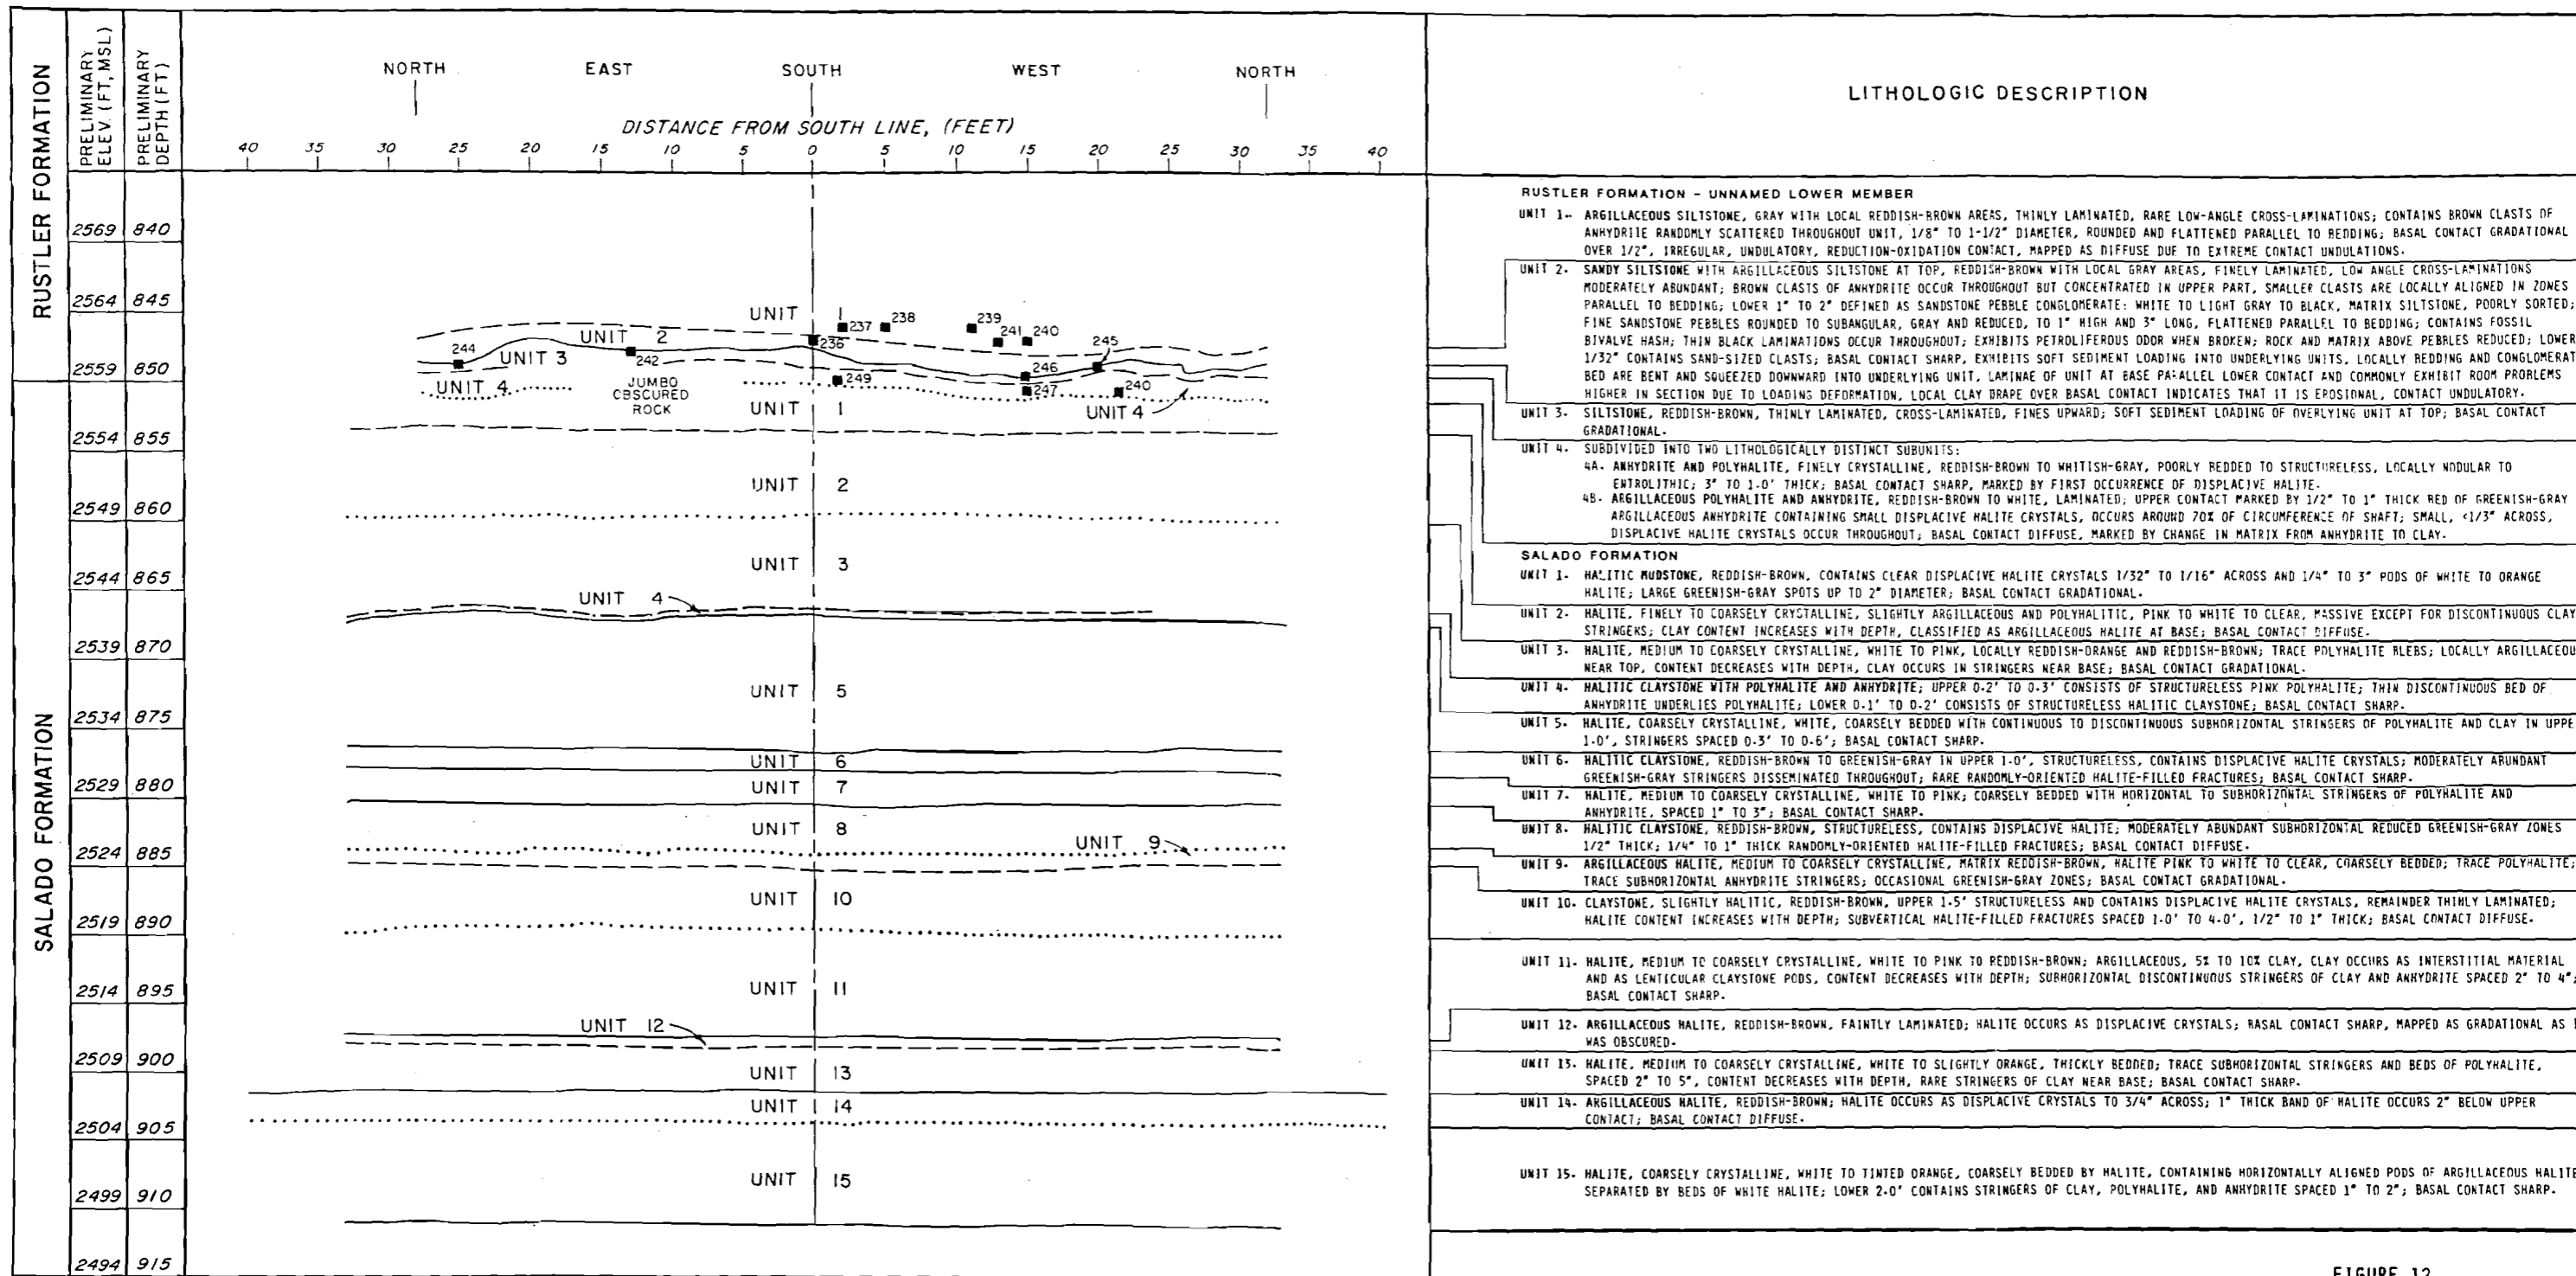 RUSTLER FORMATION
SALADO FORMATION
PRELIMINARY
ELEV. (FT, MSL)
PRELIMINARY
DEPTH (FT)
2569 840
2564 845
2559 850
2554 855
2549 860
2544 865
2539 870
2534 875
2529 880
2524 885
2519 890
2514 895
2509 900
2504 905
2499 910
2494 915
NORTH EAST SOUTH WEST NORTH
DISTANCE FROM SOUTH LINE, (FEET)
40 35 30 25 20 15 10 5 0 5 10 15 20 25 30 35 40
UNIT 1
237 238 239
241 240
UNIT 2
236
245
244
UNIT 3
242
246
UNIT 4
JUMBO
OBSCURED
ROCK
249
247
240
UNIT 1
UNIT 4
UNIT 2
UNIT 3
UNIT 4
UNIT 5
UNIT 6
UNIT 7
UNIT 8
UNIT 9
UNIT 10
UNIT 11
UNIT 12
UNIT 13
UNIT 14
UNIT 15
LITHOLOGIC DESCRIPTION
RUSTLER FORMATION - UNNAMED LOWER MEMBER
UNIT 1. ARGILLACEOUS SILTSTONE, GRAY WITH LOCAL REDDISH-BROWN AREAS, THINLY LAMINATED, RARE LOW-ANGLE CROSS-LAMINATIONS; CONTAINS BROWN CLASTS OF
ANHYDRITE RANDOMLY SCATTERED THROUGHOUT UNIT, 1/8" TO 1-1/2" DIAMETER, ROUNDED AND FLATTENED PARALLEL TO BEDDING; BASAL CONTACT GRADATIONAL
OVER 1/2", IRREGULAR, UNDULATORY, REDUCTION-OXIDATION CONTACT, MAPPED AS DIFFUSE DUE TO EXTREME CONTACT UNDULATIONS.
UNIT 2. SANDY SILTSTONE WITH ARGILLACEOUS SILTSTONE AT TOP, REDDISH-BROWN WITH LOCAL GRAY AREAS, FINELY LAMINATED, LOW ANGLE CROSS-LAMINATIONS
MODERATELY ABUNDANT; BROWN CLASTS OF ANHYDRITE OCCUR THROUGHOUT BUT CONCENTRATED IN UPPER PART, SMALLER CLASTS ARE LOCALLY ALIGNED IN ZONES
PARALLEL TO BEDDING; LOWER 1" TO 2" DEFINED AS SANDSTONE PEBBLE CONGLOMERATE: WHITE TO LIGHT GRAY TO BLACK, MATRIX SILTSTONE, POORLY SORTED;
FINE SANDSTONE PEBBLES ROUNDED TO SUBANGULAR, GRAY AND REDUCED, TO 1" HIGH AND 3" LONG, FLATTENED PARALLEL TO BEDDING; CONTAINS FOSSIL
BIVALVE HASH; THIN BLACK LAMINATIONS OCCUR THROUGHOUT; EXHIBITS PETROLIFEROUS ODOR WHEN BROKEN; ROCK AND MATRIX ABOVE PEBBLES REDUCED; LOWER
1/32" CONTAINS SAND-SIZED CLASTS; BASAL CONTACT SHARP, EXHIBITS SOFT SEDIMENT LOADING INTO UNDERLYING UNITS, LOCALLY BEDDING AND CONGLOMERAT
BED ARE BENT AND SQUEEZED DOWNWARD INTO UNDERLYING UNIT, LAMINAE OF UNIT AT BASE PARALLEL LOWER CONTACT AND COMMONLY EXHIBIT ROOM PROBLEMS
HIGHER IN SECTION DUE TO LOADING DEFORMATION, LOCAL CLAY DRAPE OVER BASAL CONTACT INDICATES THAT IT IS EROSIONAL, CONTACT UNDULATORY.
UNIT 3. SILTSTONE, REDDISH-BROWN, THINLY LAMINATED, CROSS-LAMINATED, FINES UPWARD; SOFT SEDIMENT LOADING OF OVERLYING UNIT AT TOP; BASAL CONTACT
GRADATIONAL.
UNIT 4. SUBDIVIDED INTO TWO LITHOLOGICALLY DISTINCT SUBUNITS:
4A. ANHYDRITE AND POLYHALITE, FINELY CRYSTALLINE, REDDISH-BROWN TO WHITISH-GRAY, POORLY BEDDED TO STRUCTURELESS, LOCALLY NODULAR TO
ENTROLITHIC; 3" TO 1.0' THICK; BASAL CONTACT SHARP, MARKED BY FIRST OCCURRENCE OF DISPLACIVE HALITE.
4B. ARGILLACEOUS POLYHALITE AND ANHYDRITE, REDDISH-BROWN TO WHITE, LAMINATED; UPPER CONTACT MARKED BY 1/2" TO 1" THICK BED OF GREENISH-GRAY
ARGILLACEOUS ANHYDRITE CONTAINING SMALL DISPLACIVE HALITE CRYSTALS, OCCURS AROUND 70% OF CIRCUMFERENCE OF SHAFT; SMALL, <1/3" ACROSS,
DISPLACIVE HALITE CRYSTALS OCCUR THROUGHOUT; BASAL CONTACT DIFFUSE, MARKED BY CHANGE IN MATRIX FROM ANHYDRITE TO CLAY.
SALADO FORMATION
UNIT 1. HALITIC MUDSTONE, REDDISH-BROWN, CONTAINS CLEAR DISPLACIVE HALITE CRYSTALS 1/32" TO 1/16" ACROSS AND 1/4" TO 3" PODS OF WHITE TO ORANGE
HALITE; LARGE GREENISH-GRAY SPOTS UP TO 2" DIAMETER; BASAL CONTACT GRADATIONAL.
UNIT 2. HALITE, FINELY TO COARSELY CRYSTALLINE, SLIGHTLY ARGILLACEOUS AND POLYHALITIC, PINK TO WHITE TO CLEAR, MASSIVE EXCEPT FOR DISCONTINUOUS CLAY
STRINGERS; CLAY CONTENT INCREASES WITH DEPTH, CLASSIFIED AS ARGILLACEOUS HALITE AT BASE; BASAL CONTACT DIFFUSE.
UNIT 3. HALITE, MEDIUM TO COARSELY CRYSTALLINE, WHITE TO PINK, LOCALLY REDDISH-ORANGE AND REDDISH-BROWN; TRACE POLYHALITE BLEBS; LOCALLY ARGILLACEOU
NEAR TOP, CONTENT DECREASES WITH DEPTH, CLAY OCCURS IN STRINGERS NEAR BASE; BASAL CONTACT GRADATIONAL.
UNIT 4. HALITIC CLAYSTONE WITH POLYHALITE AND ANHYDRITE; UPPER 0.2' TO 0.3' CONSISTS OF STRUCTURELESS PINK POLYHALITE; THIN DISCONTINUOUS BED OF
ANHYDRITE UNDERLIES POLYHALITE; LOWER 0.1' TO 0.2' CONSISTS OF STRUCTURELESS HALITIC CLAYSTONE; BASAL CONTACT SHARP.
UNIT 5. HALITE, COARSELY CRYSTALLINE, WHITE, COARSELY BEDDED WITH CONTINUOUS TO DISCONTINUOUS SUBHORIZONTAL STRINGERS OF POLYHALITE AND CLAY IN UPPE
1.0', STRINGERS SPACED 0.3' TO 0.6'; BASAL CONTACT SHARP.
UNIT 6. HALITIC CLAYSTONE, REDDISH-BROWN TO GREENISH-GRAY IN UPPER 1.0', STRUCTURELESS, CONTAINS DISPLACIVE HALITE CRYSTALS; MODERATELY ABUNDANT
GREENISH-GRAY STRINGERS DISSEMINATED THROUGHOUT; RARE RANDOMLY-ORIENTED HALITE-FILLED FRACTURES; BASAL CONTACT SHARP.
UNIT 7. HALITE, MEDIUM TO COARSELY CRYSTALLINE, WHITE TO PINK; COARSELY BEDDED WITH HORIZONTAL TO SUBHORIZONTAL STRINGERS OF POLYHALITE AND
ANHYDRITE, SPACED 1" TO 3"; BASAL CONTACT SHARP.
UNIT 8. HALITIC CLAYSTONE, REDDISH-BROWN, STRUCTURELESS, CONTAINS DISPLACIVE HALITE; MODERATELY ABUNDANT SUBHORIZONTAL REDUCED GREENISH-GRAY ZONES
1/2" THICK; 1/4" TO 1" THICK RANDOMLY-ORIENTED HALITE-FILLED FRACTURES; BASAL CONTACT DIFFUSE.
UNIT 9. ARGILLACEOUS HALITE, MEDIUM TO COARSELY CRYSTALLINE, MATRIX REDDISH-BROWN, HALITE PINK TO WHITE TO CLEAR, COARSELY BEDDED; TRACE POLYHALITE;
TRACE SUBHORIZONTAL ANHYDRITE STRINGERS; OCCASIONAL GREENISH-GRAY ZONES; BASAL CONTACT GRADATIONAL.
UNIT 10. CLAYSTONE, SLIGHTLY HALITIC, REDDISH-BROWN, UPPER 1.5' STRUCTURELESS AND CONTAINS DISPLACIVE HALITE CRYSTALS, REMAINDER THINLY LAMINATED;
HALITE CONTENT INCREASES WITH DEPTH; SUBVERTICAL HALITE-FILLED FRACTURES SPACED 1.0' TO 4.0', 1/2" TO 1" THICK; BASAL CONTACT DIFFUSE.
UNIT 11. HALITE, MEDIUM TO COARSELY CRYSTALLINE, WHITE TO PINK TO REDDISH-BROWN; ARGILLACEOUS, 5% TO 10% CLAY, CLAY OCCURS AS INTERSTITIAL MATERIAL
AND AS LENTICULAR CLAYSTONE PODS, CONTENT DECREASES WITH DEPTH; SUBHORIZONTAL DISCONTINUOUS STRINGERS OF CLAY AND ANHYDRITE SPACED 2" TO 4";
BASAL CONTACT SHARP.
UNIT 12. ARGILLACEOUS HALITE, REDDISH-BROWN, FAINTLY LAMINATED; HALITE OCCURS AS DISPLACIVE CRYSTALS; BASAL CONTACT SHARP, MAPPED AS GRADATIONAL AS
WAS OBSCURED.
UNIT 13. HALITE, MEDIUM TO COARSELY CRYSTALLINE, WHITE TO SLIGHTLY ORANGE, THICKLY BEDDED; TRACE SUBHORIZONTAL STRINGERS AND BEDS OF POLYHALITE,
SPACED 2" TO 5", CONTENT DECREASES WITH DEPTH, RARE STRINGERS OF CLAY NEAR BASE; BASAL CONTACT SHARP.
UNIT 14. ARGILLACEOUS HALITE, REDDISH-BROWN; HALITE OCCURS AS DISPLACIVE CRYSTALS TO 3/4" ACROSS; 1" THICK BAND OF HALITE OCCURS 2" BELOW UPPER
CONTACT; BASAL CONTACT DIFFUSE.
UNIT 15. HALITE, COARSELY CRYSTALLINE, WHITE TO TINTED ORANGE, COARSELY BEDDED BY HALITE, CONTAINING HORIZONTALLY ALIGNED PODS OF ARGILLACEOUS HALITE
SEPARATED BY BEDS OF WHITE HALITE; LOWER 2.0' CONTAINS STRINGERS OF CLAY, POLYHALITE, AND ANHYDRITE SPACED 1" TO 2"; BASAL CONTACT SHARP.
FIGURE 12